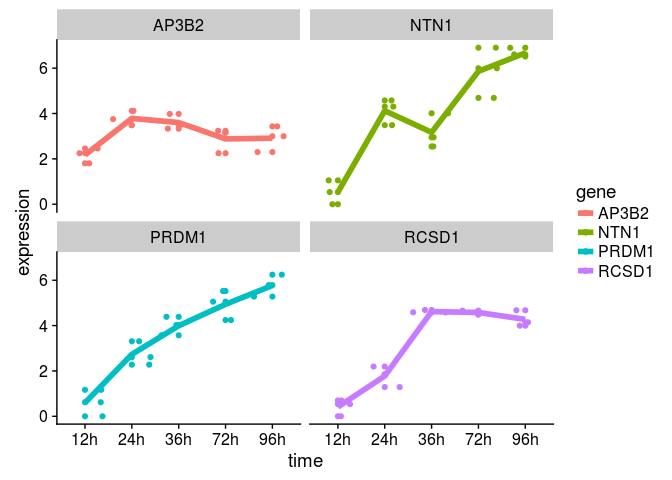 AP3B2 NTN1
6
4
2
0
expression
gene
AP3B2
NTN1
PRDM1
RCSD1
PRDM1 RCSD1
6
4
2
0
12h 24h 36h 72h 96h 12h 24h 36h 72h 96h
time